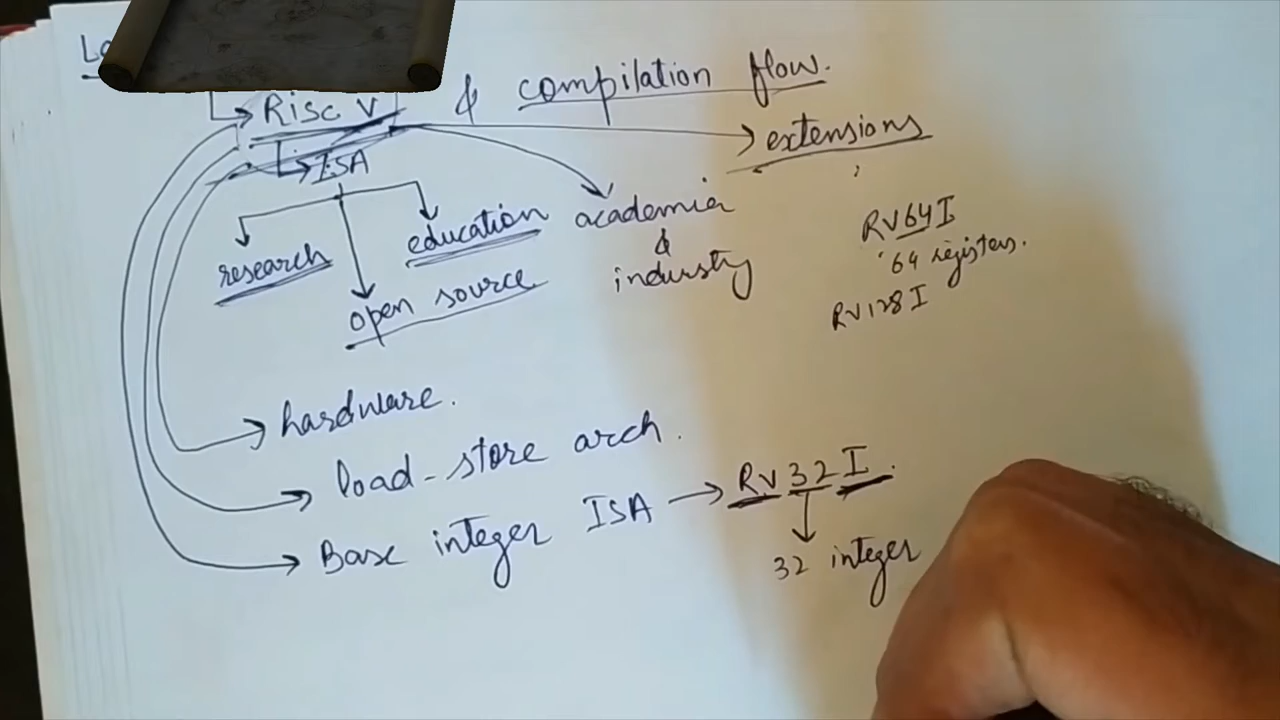 Risc V & compilation flow.
extensions
ISA
research
education
open source
academia
&
industry
RV64I
64 registers.
RV128I
hardware.
load-store arch.
Base integer ISA → RV32I.
32 integer